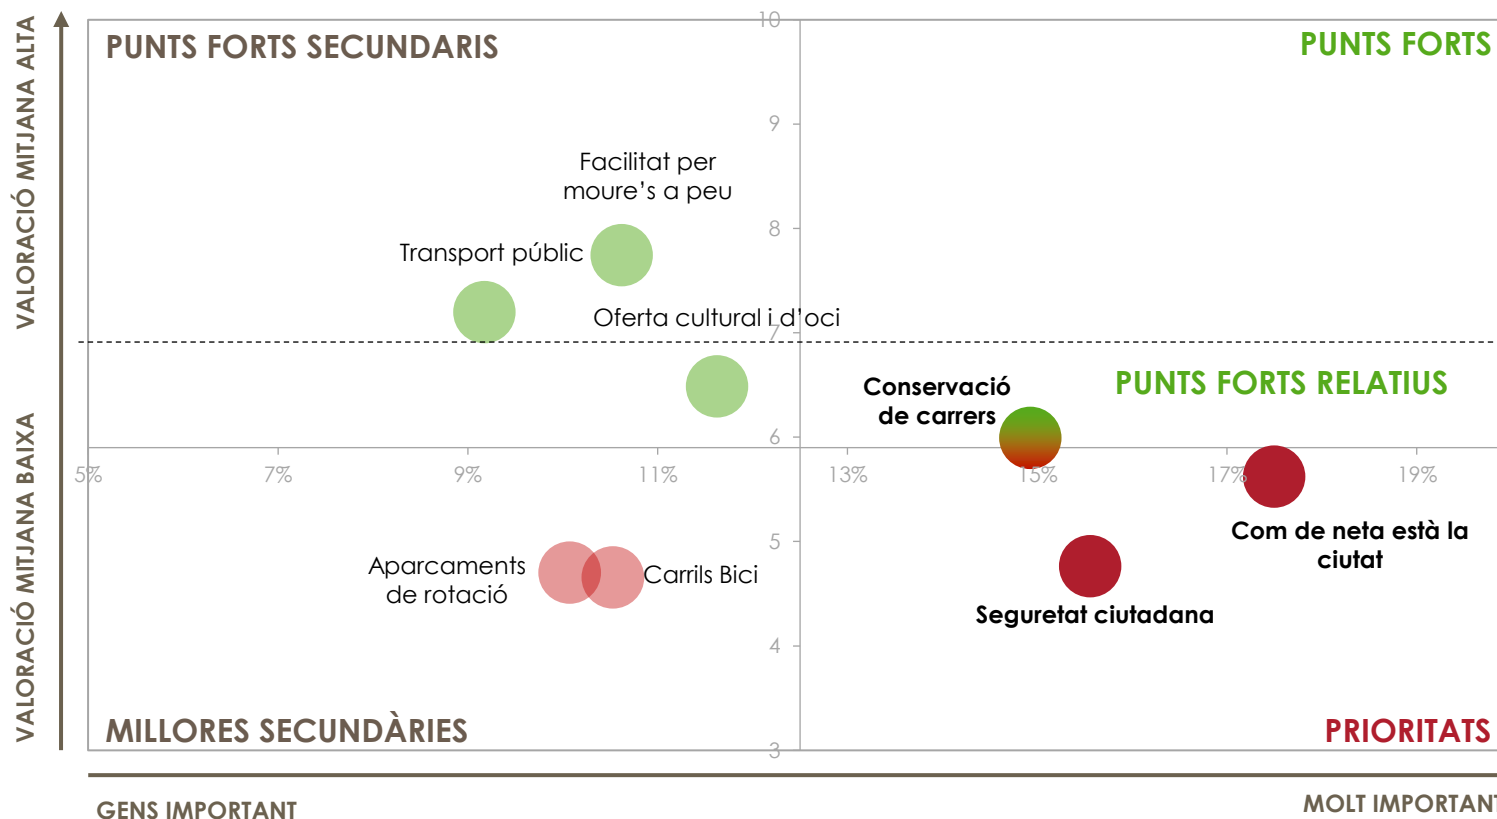 VALORACIÓ MITJANA ALTA
VALORACIÓ MITJANA BAIXA
PUNTS FORTS SECUNDARIS
PUNTS FORTS
10
9
8
7
6
5
4
3
Facilitat per
moure’s a peu
Transport públic
Oferta cultural i d’oci
PUNTS FORTS RELATIUS
Conservació
de carrers
5%
7%
9%
11%
13%
15%
17%
19%
Com de neta està la
ciutat
Aparcaments
de rotació
Carrils Bici
Seguretat ciutadana
MILLORES SECUNDÀRIES
PRIORITATS
GENS IMPORTANT
MOLT IMPORTANT